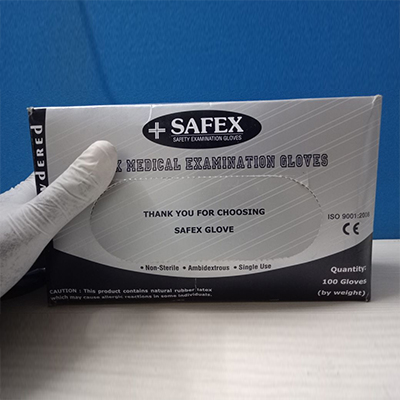 + SAFEX
SAFETY EXAMINATION GLOVES
MEDICAL EXAMINATION GLOVES
THANK YOU FOR CHOOSING
SAFEX GLOVE
ISO 9001:2008
CE
• Non-Sterile • Ambidextrous • Single Use
CAUTION : This product contains natural rubber latex
which may cause allergic reactions in some individuals.
Quantity:
100 Gloves
(by weight)